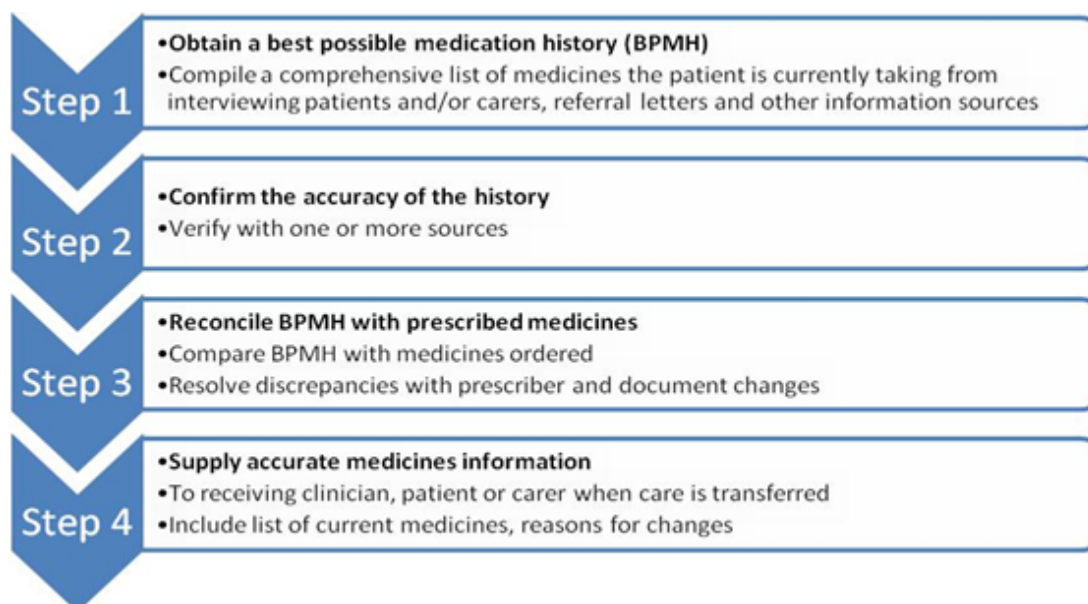 Step 1
•Obtain a best possible medication history (BPMH)
•Compile a comprehensive list of medicines the patient is currently taking from
interviewing patients and/or carers, referral letters and other information sources
Step 2
•Confirm the accuracy of the history
•Verify with one or more sources
Step 3
•Reconcile BPMH with prescribed medicines
•Compare BPMH with medicines ordered
•Resolve discrepancies with prescriber and document changes
Step 4
•Supply accurate medicines information
•To receiving clinician, patient or carer when care is transferred
•Include list of current medicines, reasons for changes